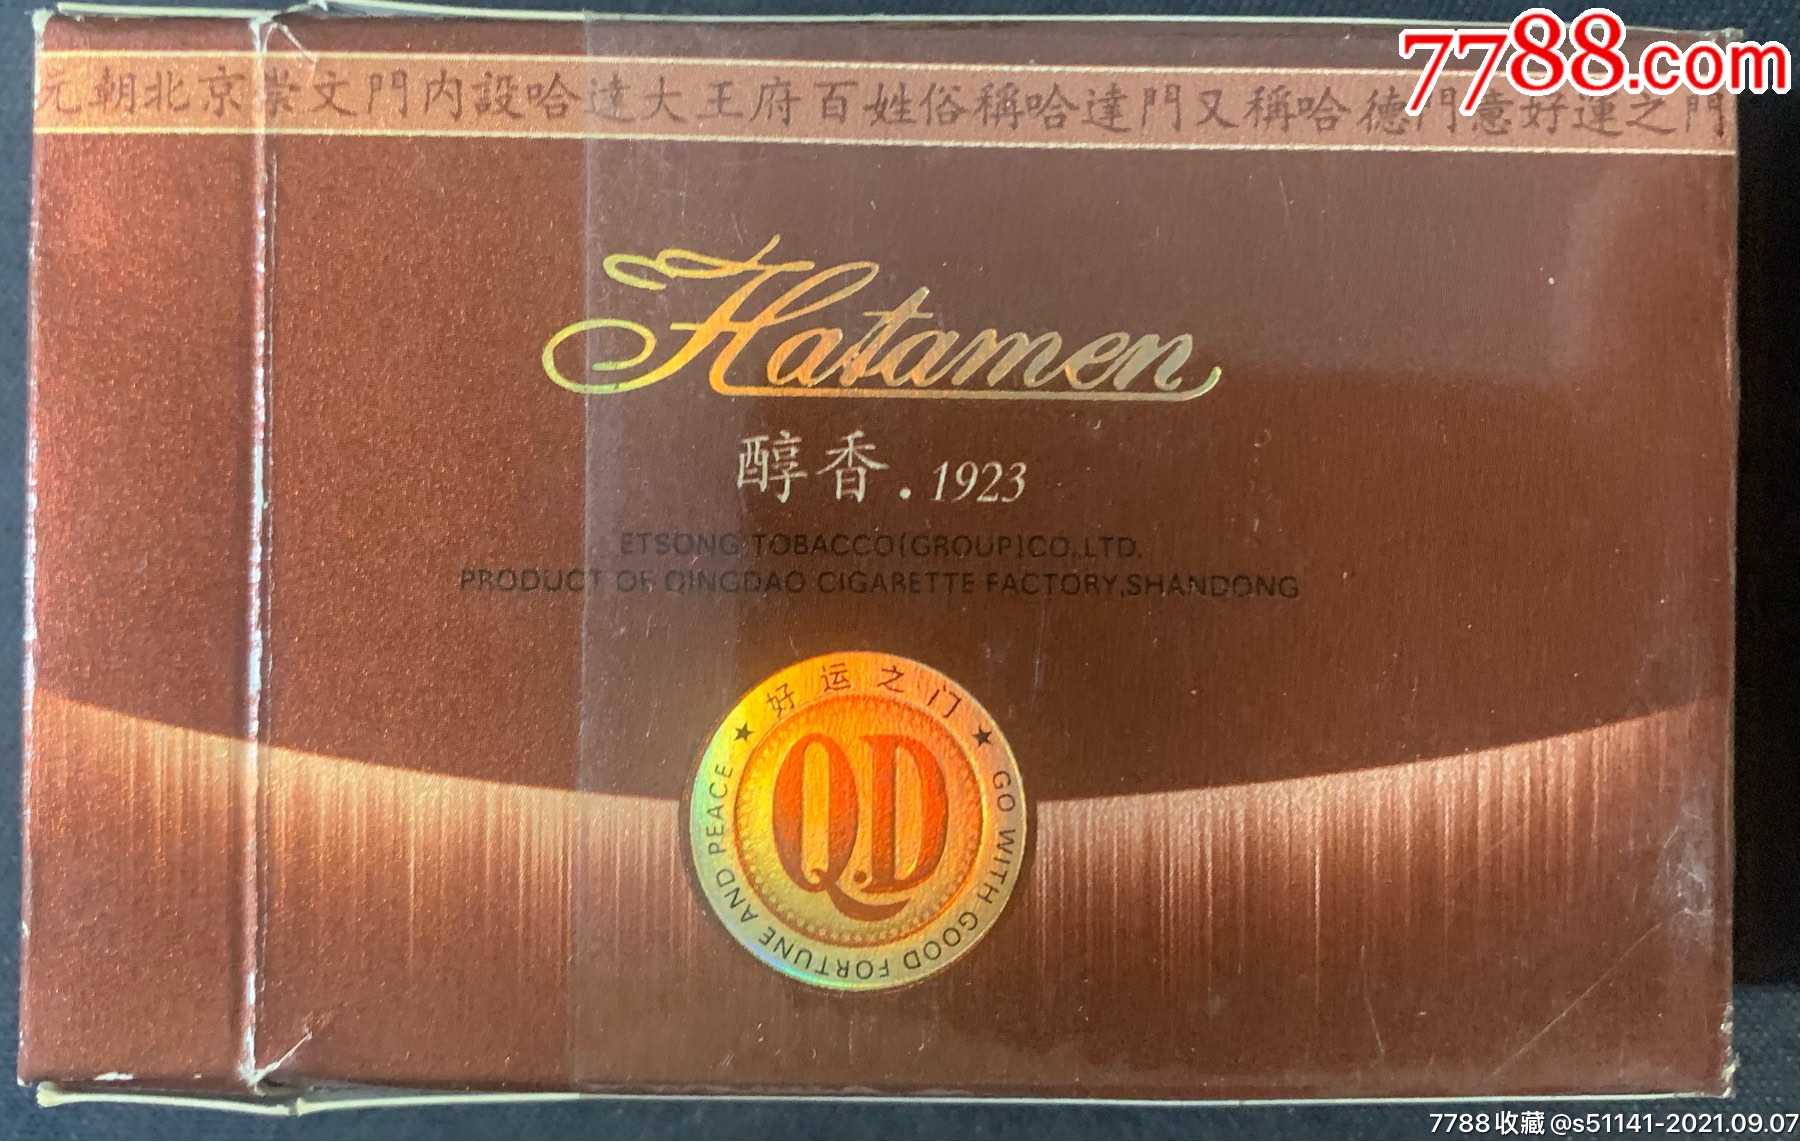 7788.com
元朝北京崇文門内設哈達大王府百姓俗稱哈達門又稱哈德門意好運之門
Hatamen
醇香.1923
ETSONG TOBACCO(GROUP)CO.,LTD.
PRODUCT OF QINGDAO CIGARETTE FACTORY,SHANDONG
★好运之门★
GO WITH GOOD FORTUNE AND PEACE
Q.D
7788收藏@s51141-2021.09.07